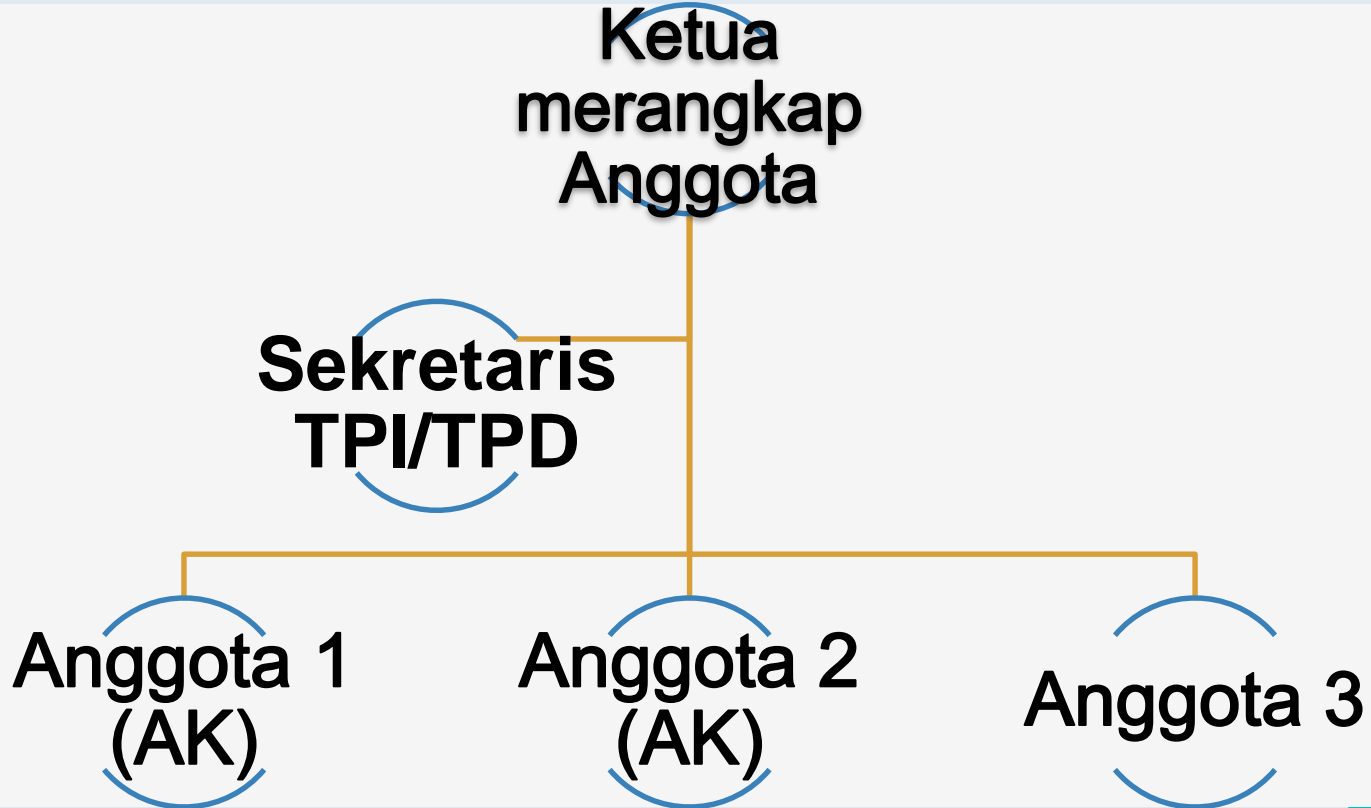 Ketua
merangkap
Anggota
Sekretaris
TPI/TPD
Anggota 1
(AK)
Anggota 2
(AK)
Anggota 3